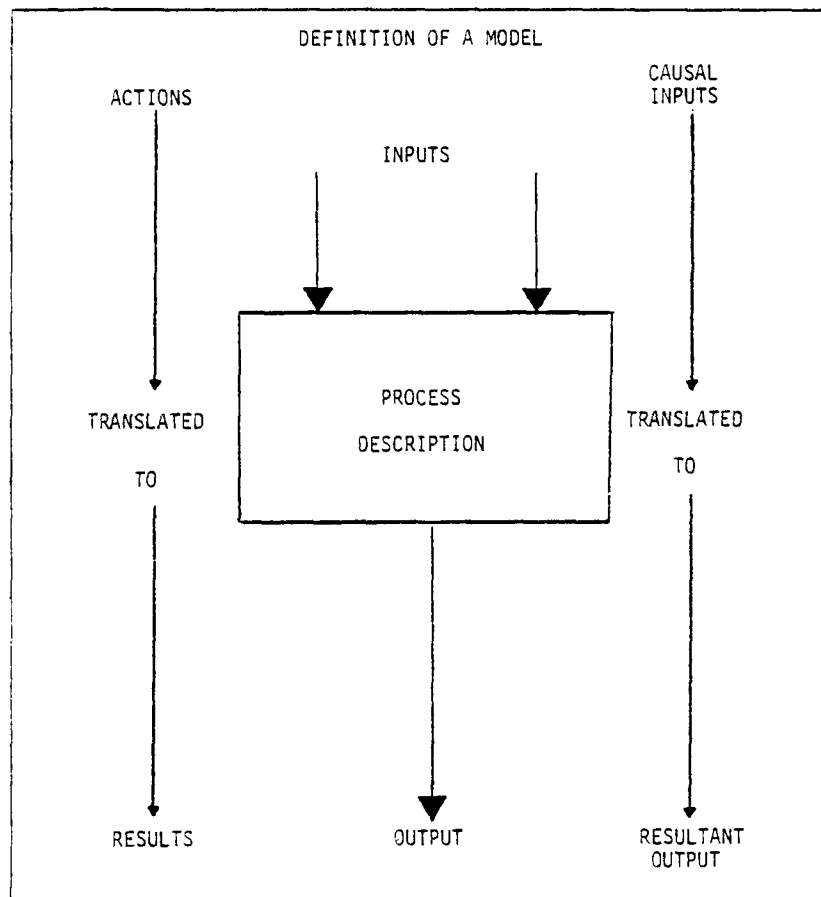 DEFINITION OF A MODEL
ACTIONS
CAUSAL
INPUTS
INPUTS
PROCESS
DESCRIPTION
TRANSLATED
TO
TRANSLATED
TO
RESULTS
OUTPUT
RESULTANT
OUTPUT